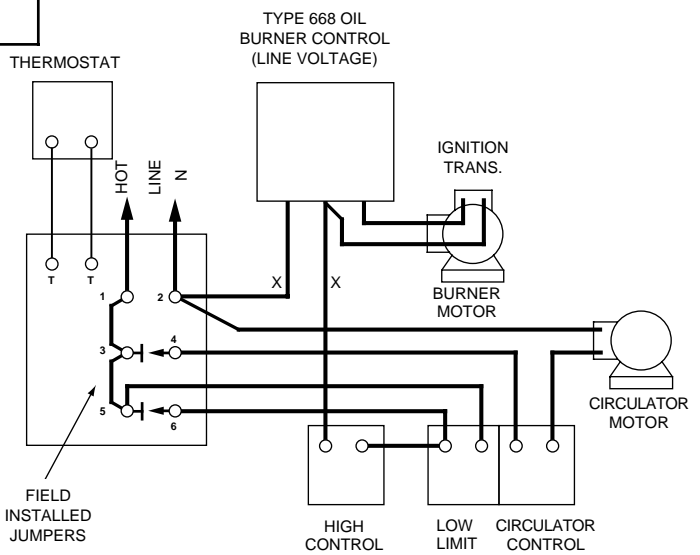 TYPE 668 OIL
BURNER CONTROL
(LINE VOLTAGE)
THERMOSTAT
IGNITION
TRANS.
HOT
LINE
N
T
T
1
2
X
X
BURNER
MOTOR
3
4
5
6
CIRCULATOR
MOTOR
FIELD
INSTALLED
JUMPERS
HIGH
CONTROL
LOW
LIMIT
CIRCULATOR
CONTROL